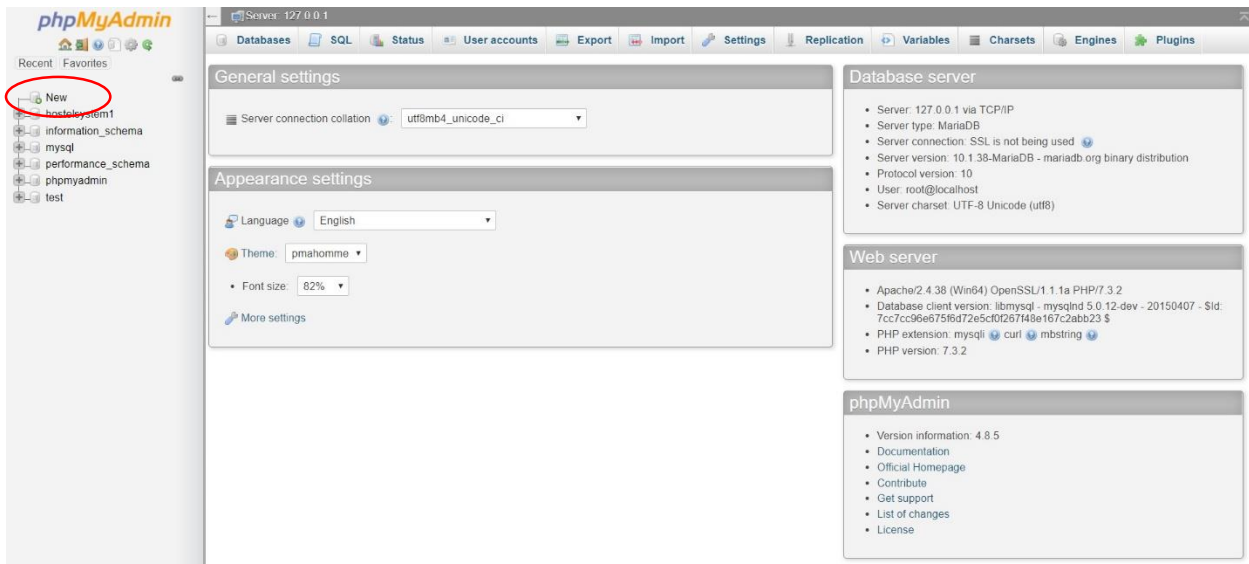 phpMyAdmin
Recent Favorites
New
hostelsystem1
information_schema
mysql
performance_schema
phpmyadmin
test
Server: 127.0.0.1
Databases SQL Status User accounts Export Import Settings Replication Variables Charsets Engines Plugins
General settings
Server connection collation : utf8mb4_unicode_ci
Appearance settings
Language English
Theme: pmahomme
• Font size: 82%
More settings
Database server
• Server: 127.0.0.1 via TCP/IP
• Server type: MariaDB
• Server connection: SSL is not being used
• Server version: 10.1.38-MariaDB - mariadb.org binary distribution
• Protocol version: 10
• User: root@localhost
• Server charset: UTF-8 Unicode (utf8)
Web server
• Apache/2.4.38 (Win64) OpenSSL/1.1.1a PHP/7.3.2
• Database client version: libmysql - mysqlnd 5.0.12-dev - 20150407 - $Id:
7cc7cc96e675f6d72e5cf0f267f48e167c2abb23 $
• PHP extension: mysqli curl mbstring
• PHP version: 7.3.2
phpMyAdmin
• Version information: 4.8.5
• Documentation
• Official Homepage
• Contribute
• Get support
• List of changes
• License